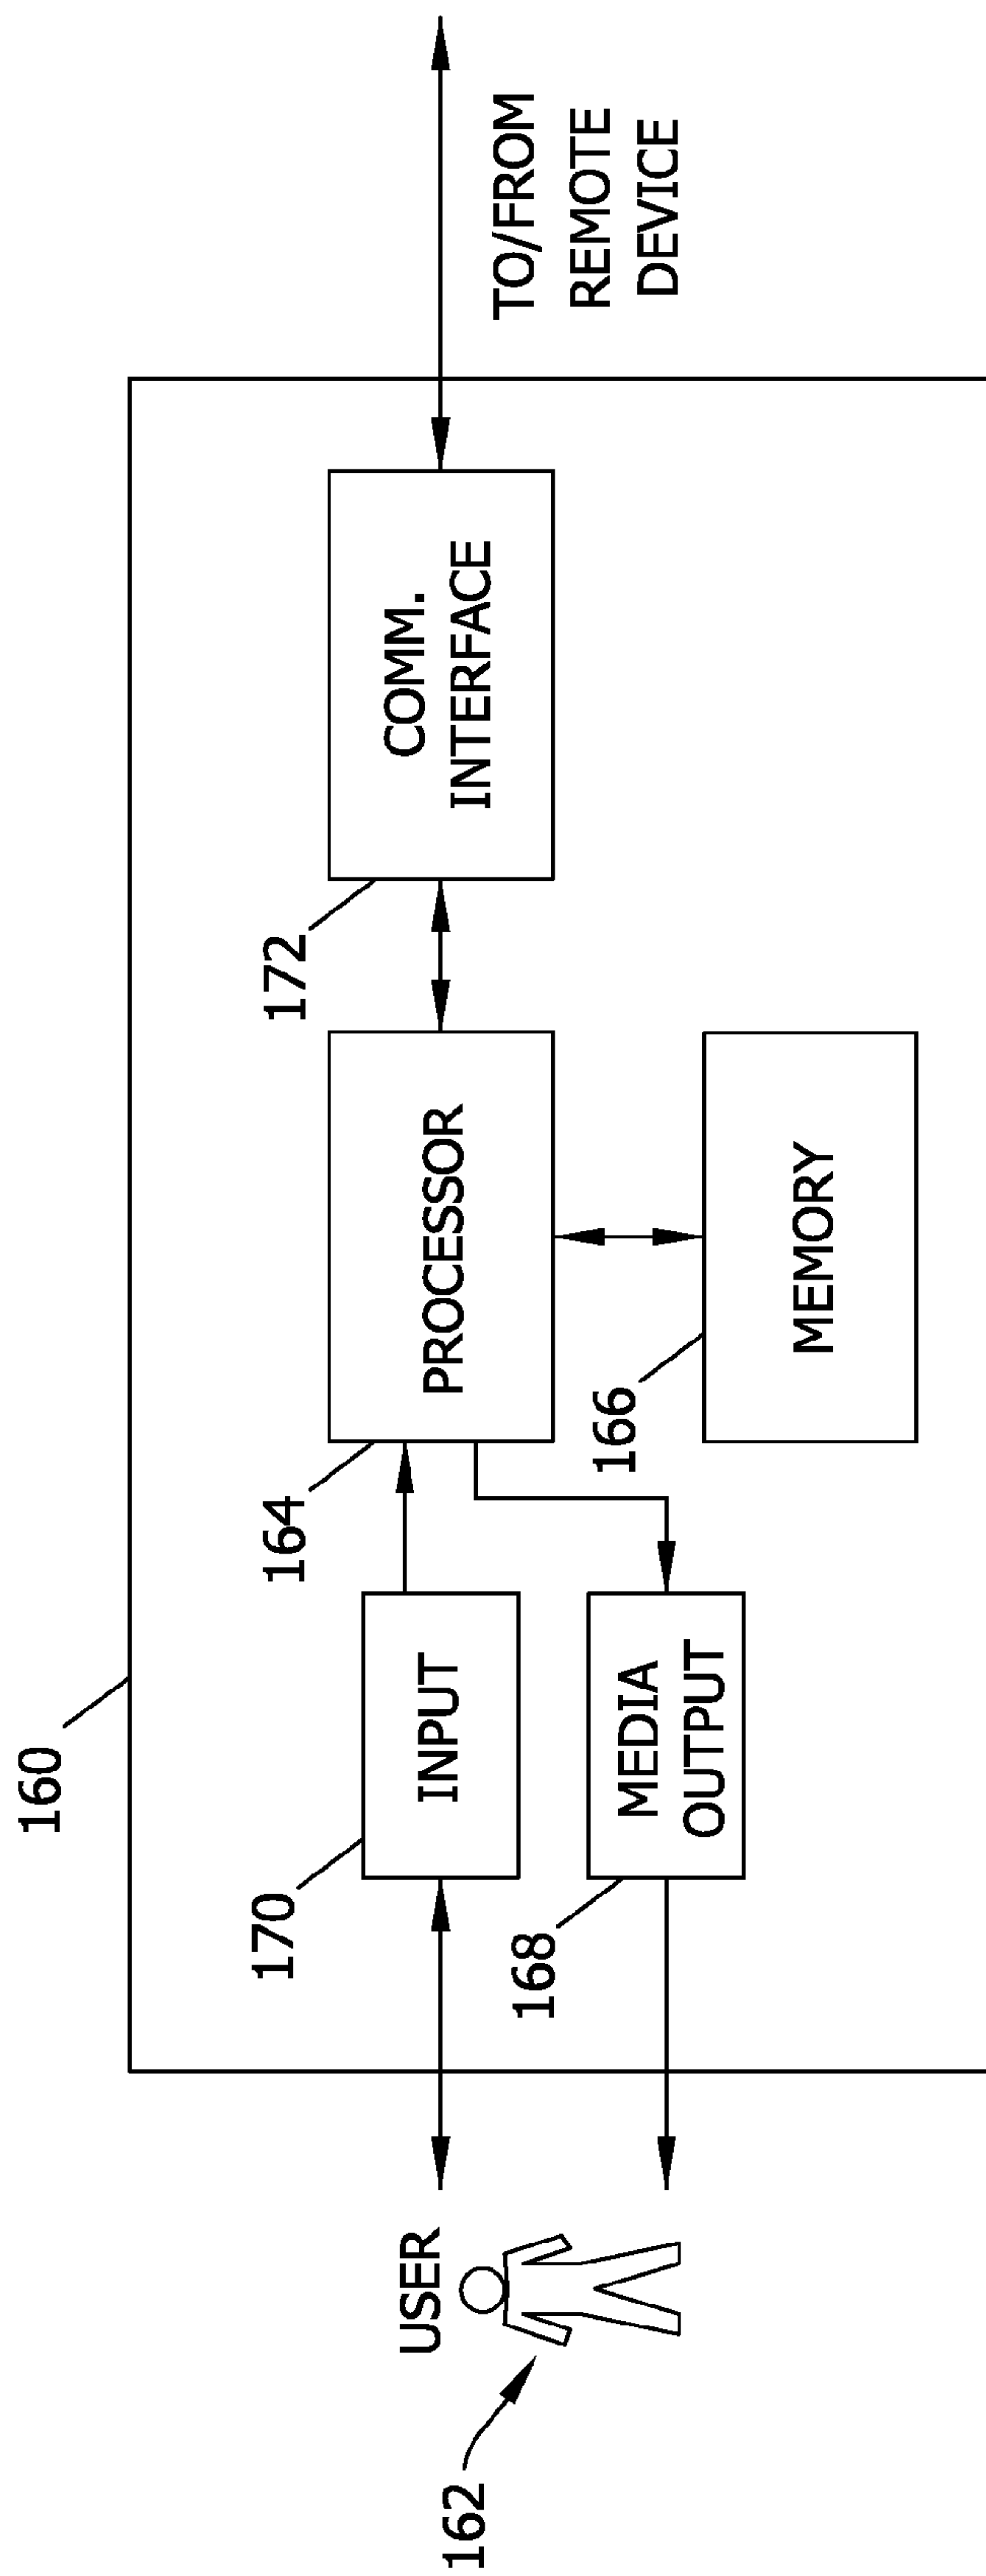 160
170
INPUT
164
PROCESSOR
172
COMM.
INTERFACE
TO/FROM
REMOTE
DEVICE
USER
162
168
MEDIA
OUTPUT
166
MEMORY